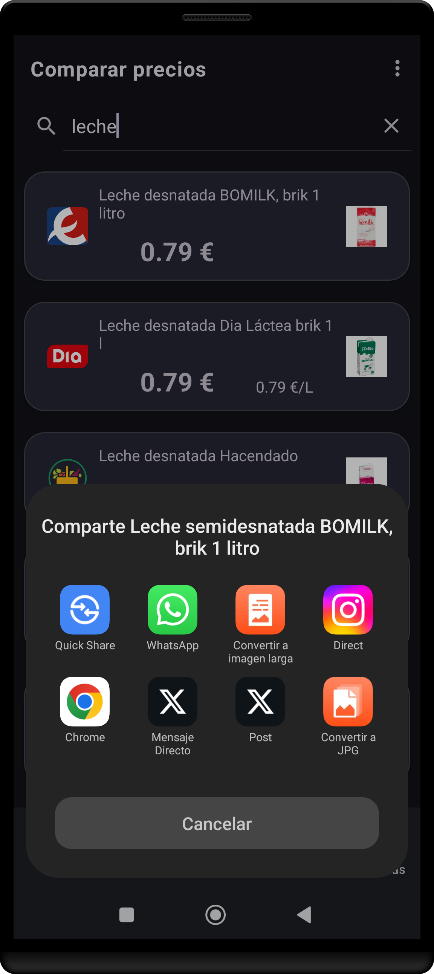 Comparar precios
leche
Leche desnatada BOMILK, brik 1
litro
0.79 €
Leche desnatada Dia Láctea brik 1
l
Dia
0.79 €
0.79 €/L
Leche desnatada Hacendado
Comparte Leche semidesnatada BOMILK,
brik 1 litro
Quick Share
WhatsApp
Convertir a
imagen larga
Direct
Chrome
Mensaje
Directo
Post
Convertir a
JPG
Cancelar